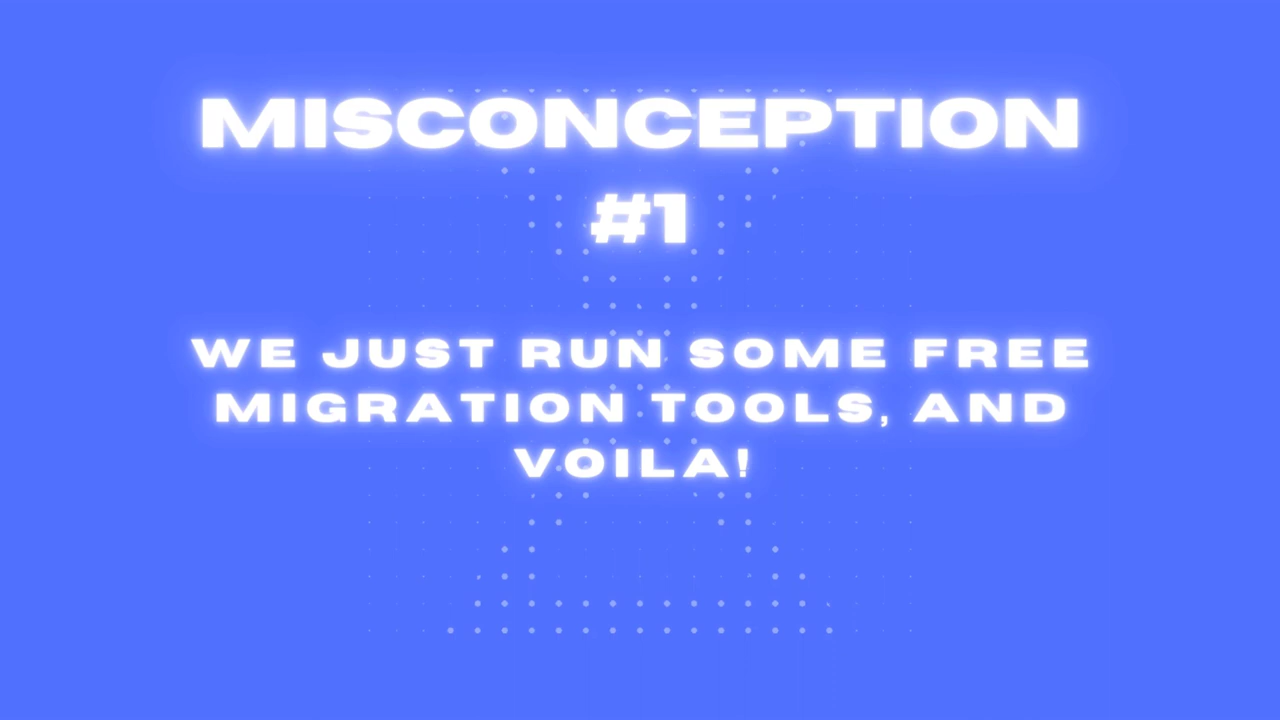 MISCONCEPTION
#1
WE JUST RUN SOME FREE
MIGRATION TOOLS, AND
VOILA!